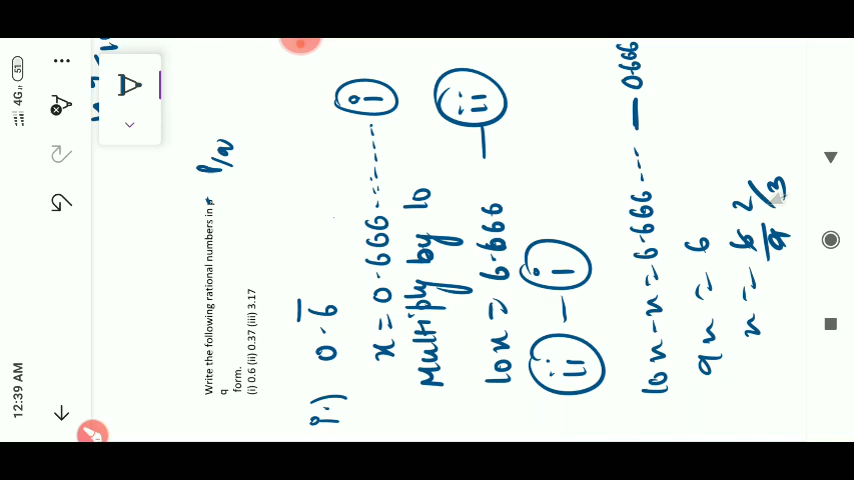 12:39 AM
4G 51
Write the following rational numbers in p
q
form.
(i) 0.6 (ii) 0.37 (iii) 3.17
P/q
i.) 0.6̅
x = 0.666------ (i)
Multiply by 10
10x = 6.666 — (ii)
(ii) — (i)
10x-x = 6.666 --- — 0.666
9x = 6
x = 6/9 2/3